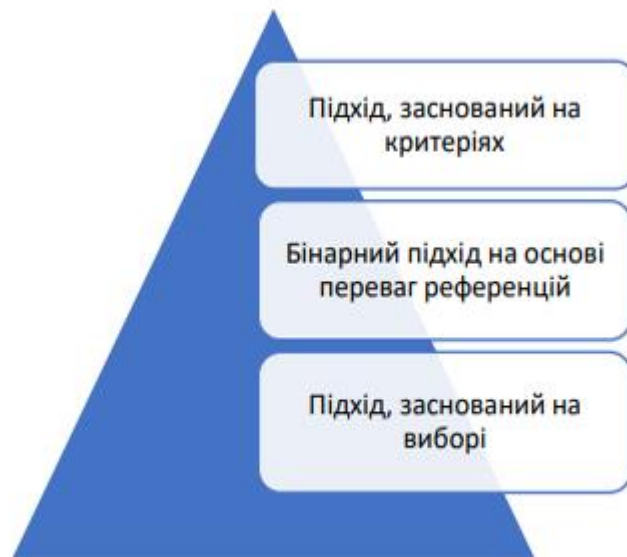 Підхід, заснований на
критеріях
Бінарний підхід на основі
переваг референцій
Підхід, заснований на
виборі